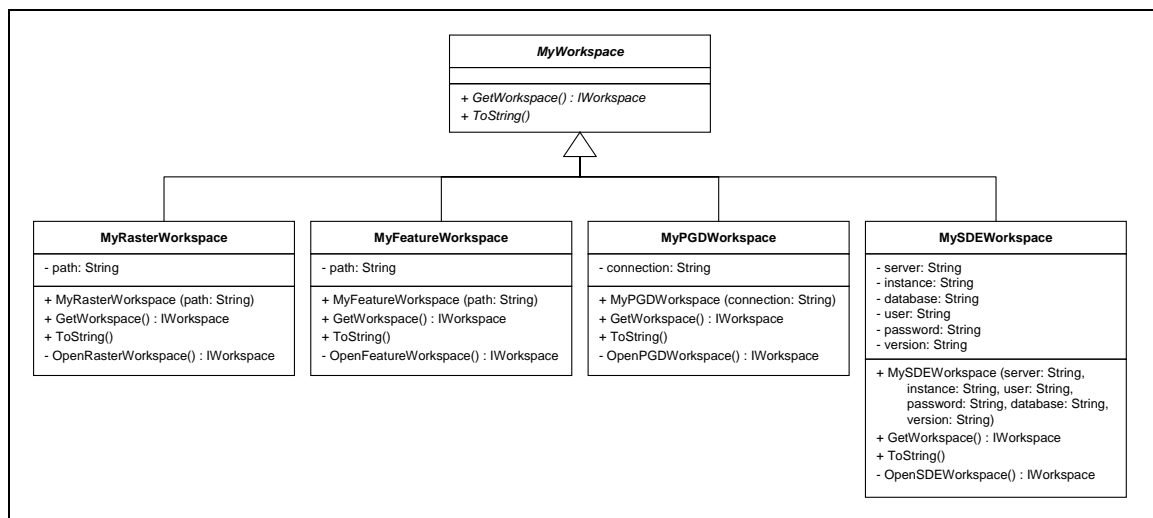 MyWorkspace
+ GetWorkspace() : IWorkspace
+ ToString()
MyRasterWorkspace
- path: String
+ MyRasterWorkspace (path: String)
+ GetWorkspace() : IWorkspace
+ ToString()
- OpenRasterWorkspace() : IWorkspace
MyFeatureWorkspace
- path: String
+ MyFeatureWorkspace (path: String)
+ GetWorkspace() : IWorkspace
+ ToString()
- OpenFeatureWorkspace() : IWorkspace
MyPGDWorkspace
- connection: String
+ MyPGDWorkspace (connection: String)
+ GetWorkspace() : IWorkspace
+ ToString()
- OpenPGDWorkspace() : IWorkspace
MySDEWorkspace
- server: String
- instance: String
- database: String
- user: String
- password: String
- version: String
+ MySDEWorkspace (server: String,
instance: String, user: String,
password: String, database: String,
version: String)
+ GetWorkspace() : IWorkspace
+ ToString()
- OpenSDEWorkspace() : IWorkspace